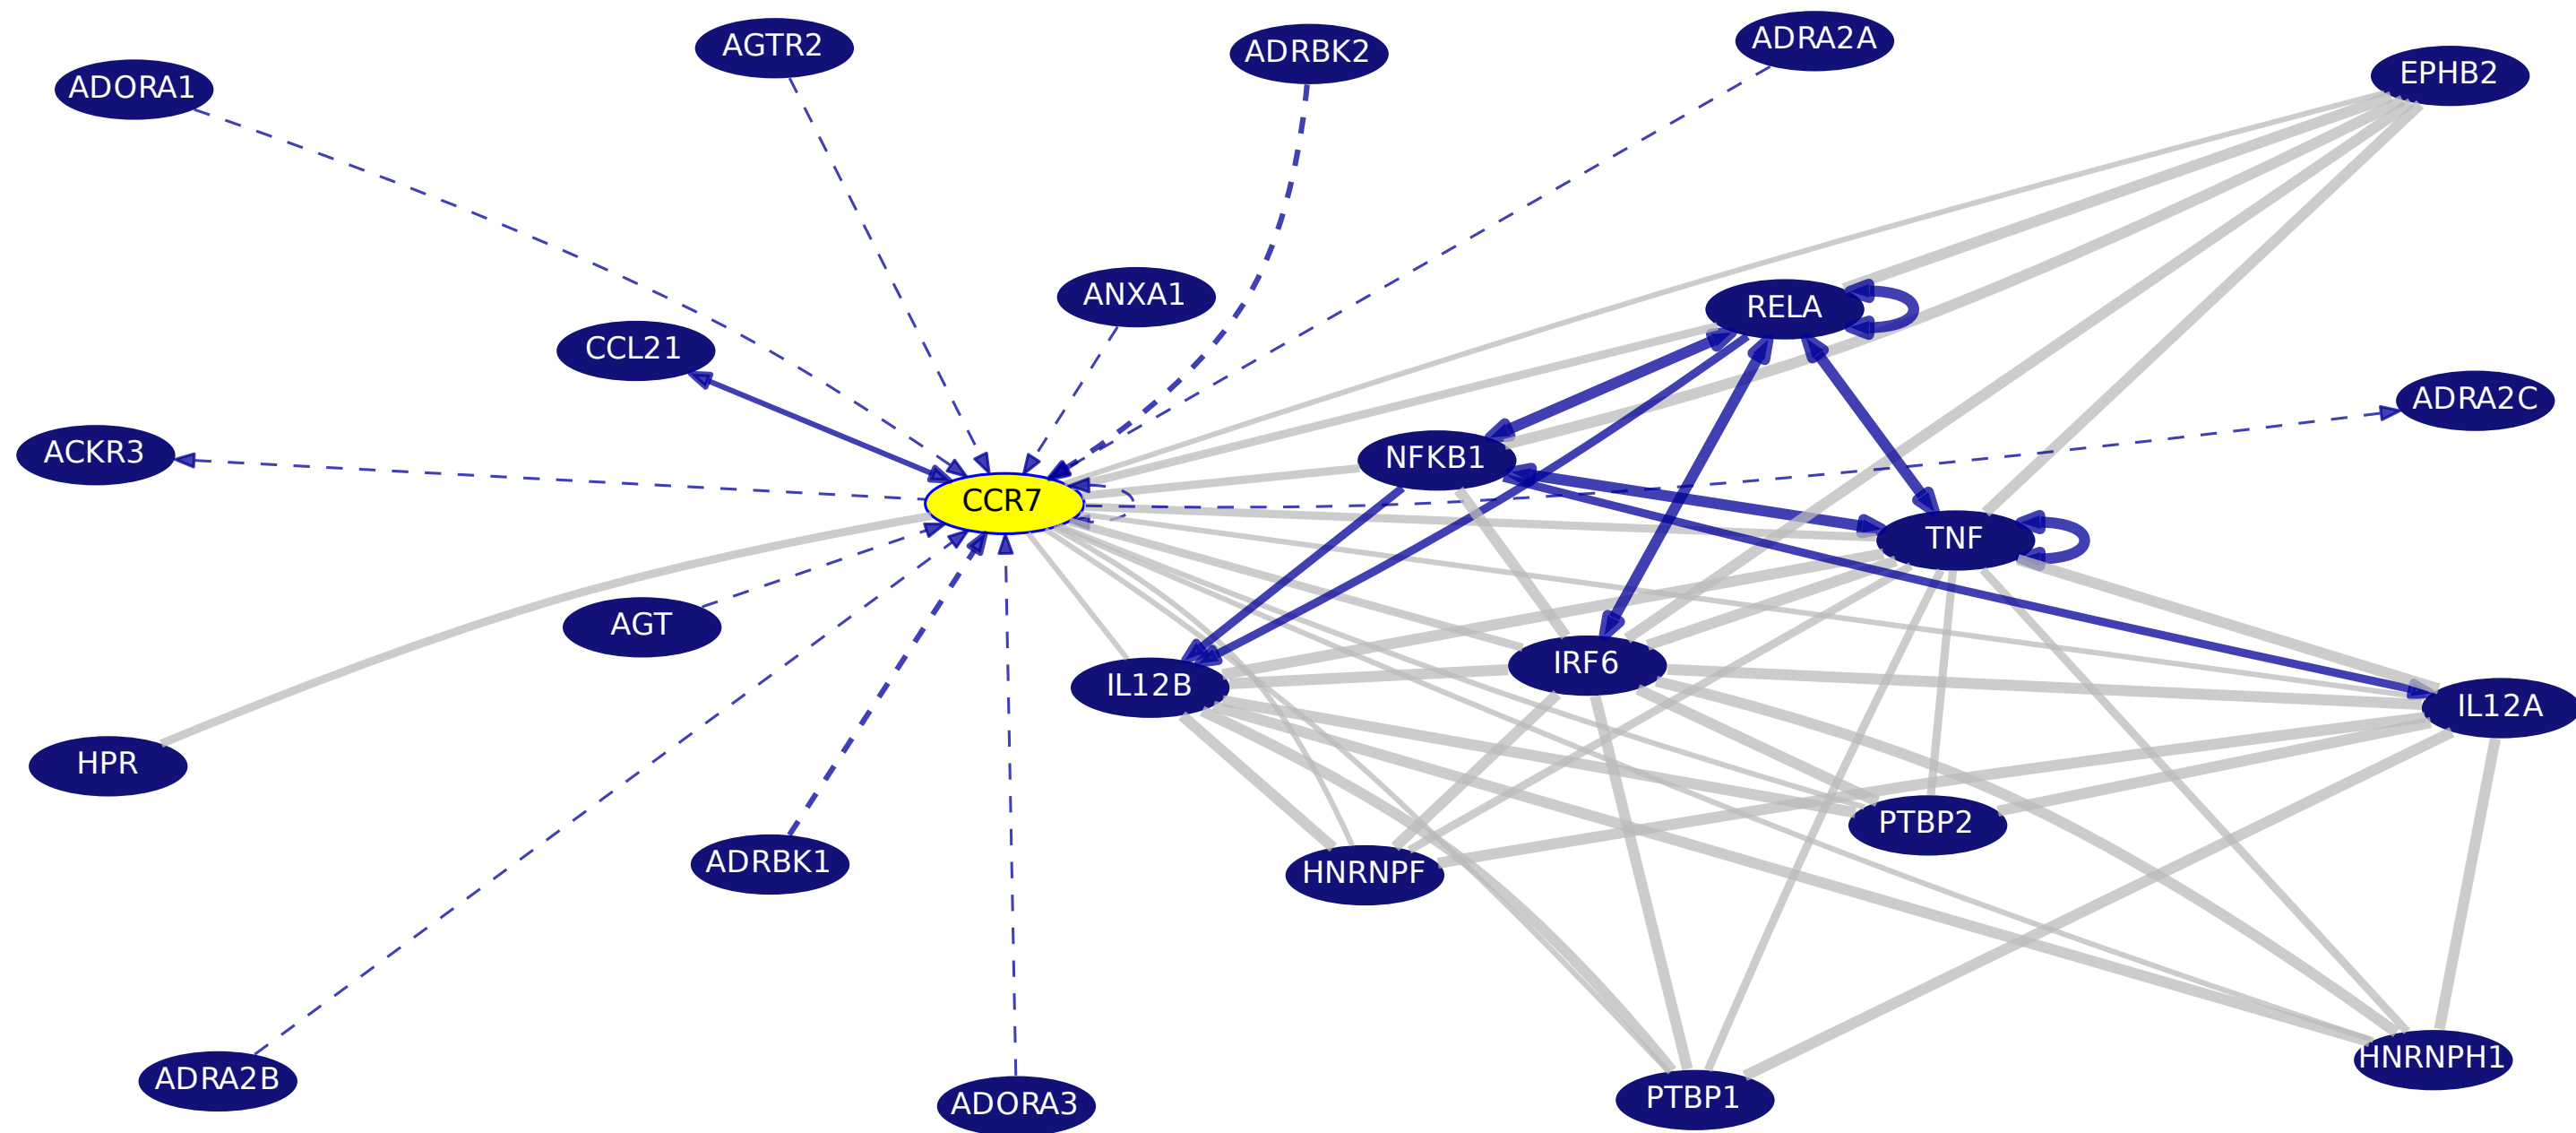 ADRA2A
AGTR2
ADRBK2
EPHB2
ADORA1
ANXA1
RELA
CCL21
ADRA2C
ACKR3
NFKB1
CCR7
TNF
AGT
IRF6
IL12B
IL12A
HPR
PTBP2
ADRBK1
HNRNPF
HNRNPH1
ADRA2B
PTBP1
ADORA3